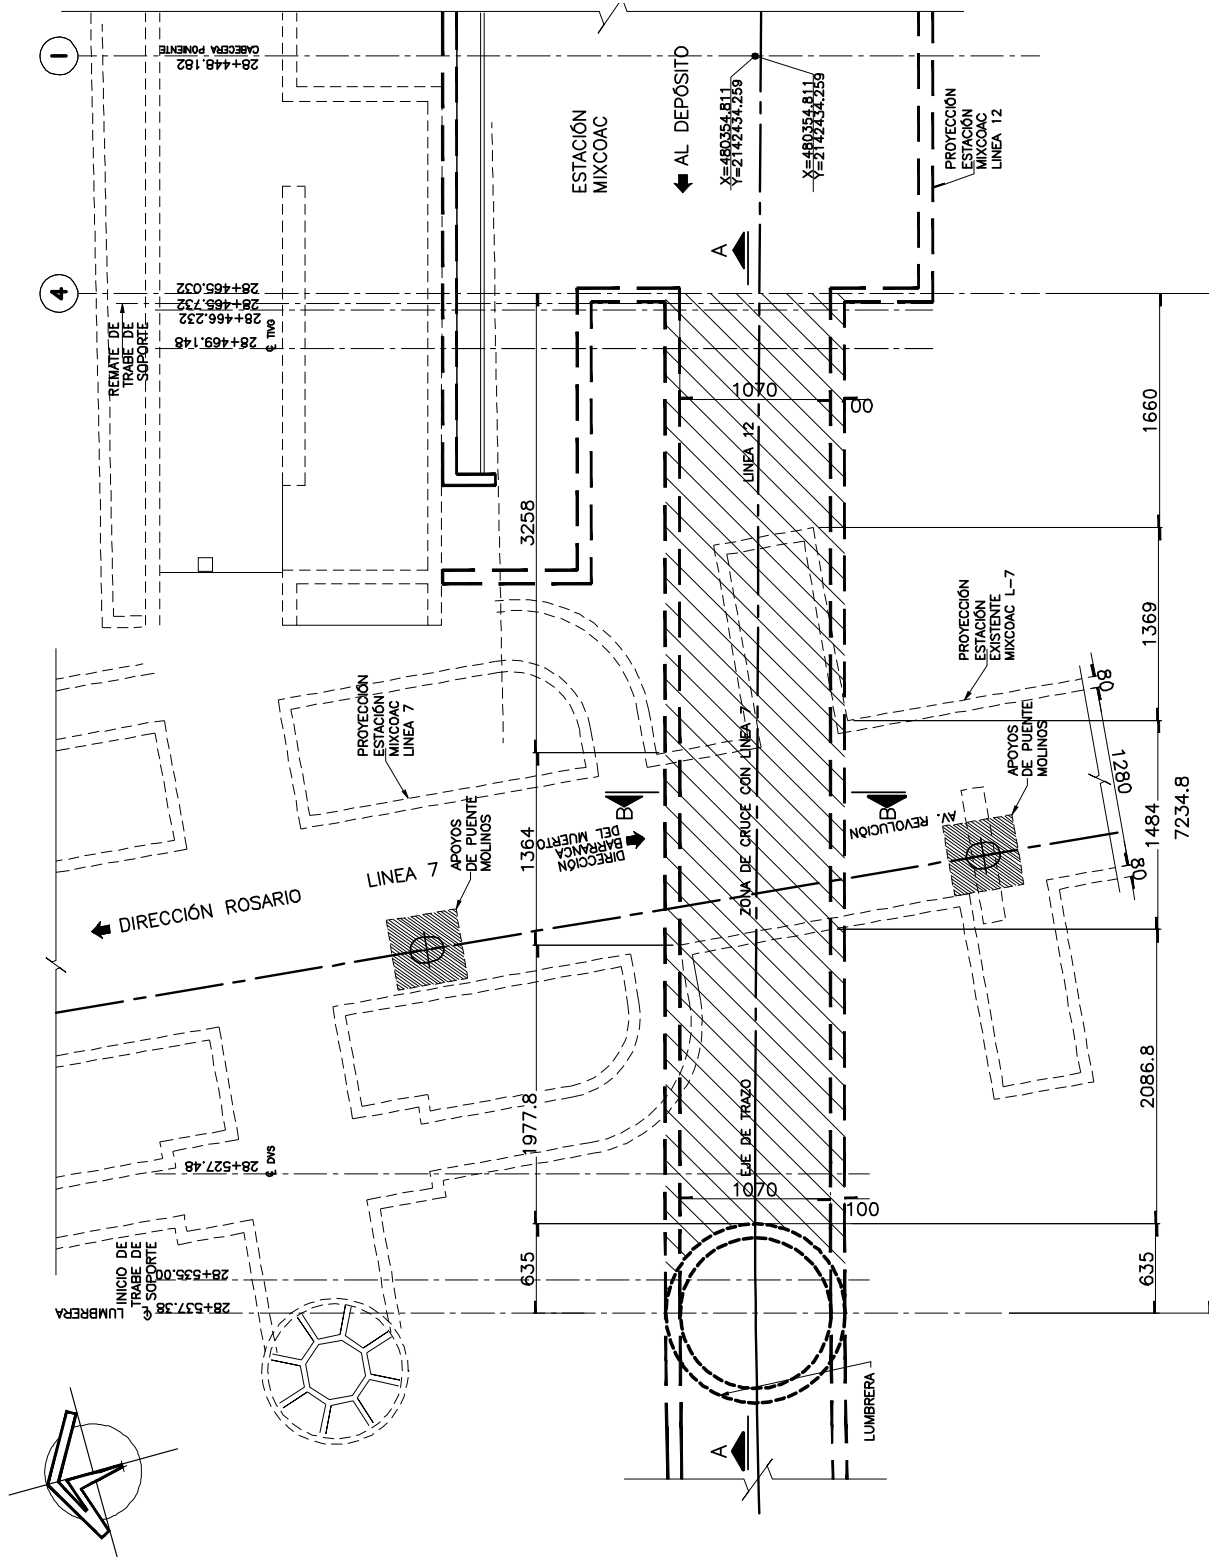 1
28+448.182
CABECERA PONIENTE
4
28+465.032
28+465.732
28+466.232
28+469.148
℄ TIVG
REMATE DE
TRABE DE
SOPORTE
ESTACIÓN
MIXCOAC
AL DEPÓSITO
X=480354.811
Y=2142434.259
X=480354.811
Y=2142434.259
PROYECCIÓN
ESTACIÓN
MIXCOAC
LINEA 12
A
1070
00
LINEA 12
3258
1660
1369
PROYECCIÓN
ESTACIÓN
EXISTENTE
MIXCOAC L-7
80
1280
80
APOYOS
DE PUENTE
MOLINOS
PROYECCIÓN
ESTACIÓN
MIXCOAC
LINEA 7
APOYOS
DE PUENTE
MOLINOS
LINEA 7
DIRECCIÓN ROSARIO
1364
DIRECCIÓN
BARRANCA
DEL MUERTO
B
B
ZONA DE CRUCE CON LINEA 7
AV. REVOLUCIÓN
1484
7234.8
1977.8
2086.8
EJE DE TRAZO
28+527.48
℄ DVS
1070
100
INICIO DE
TRABE DE
SOPORTE
28+535.00
28+537.38
℄
LUMBRERA
635
635
LUMBRERA
A